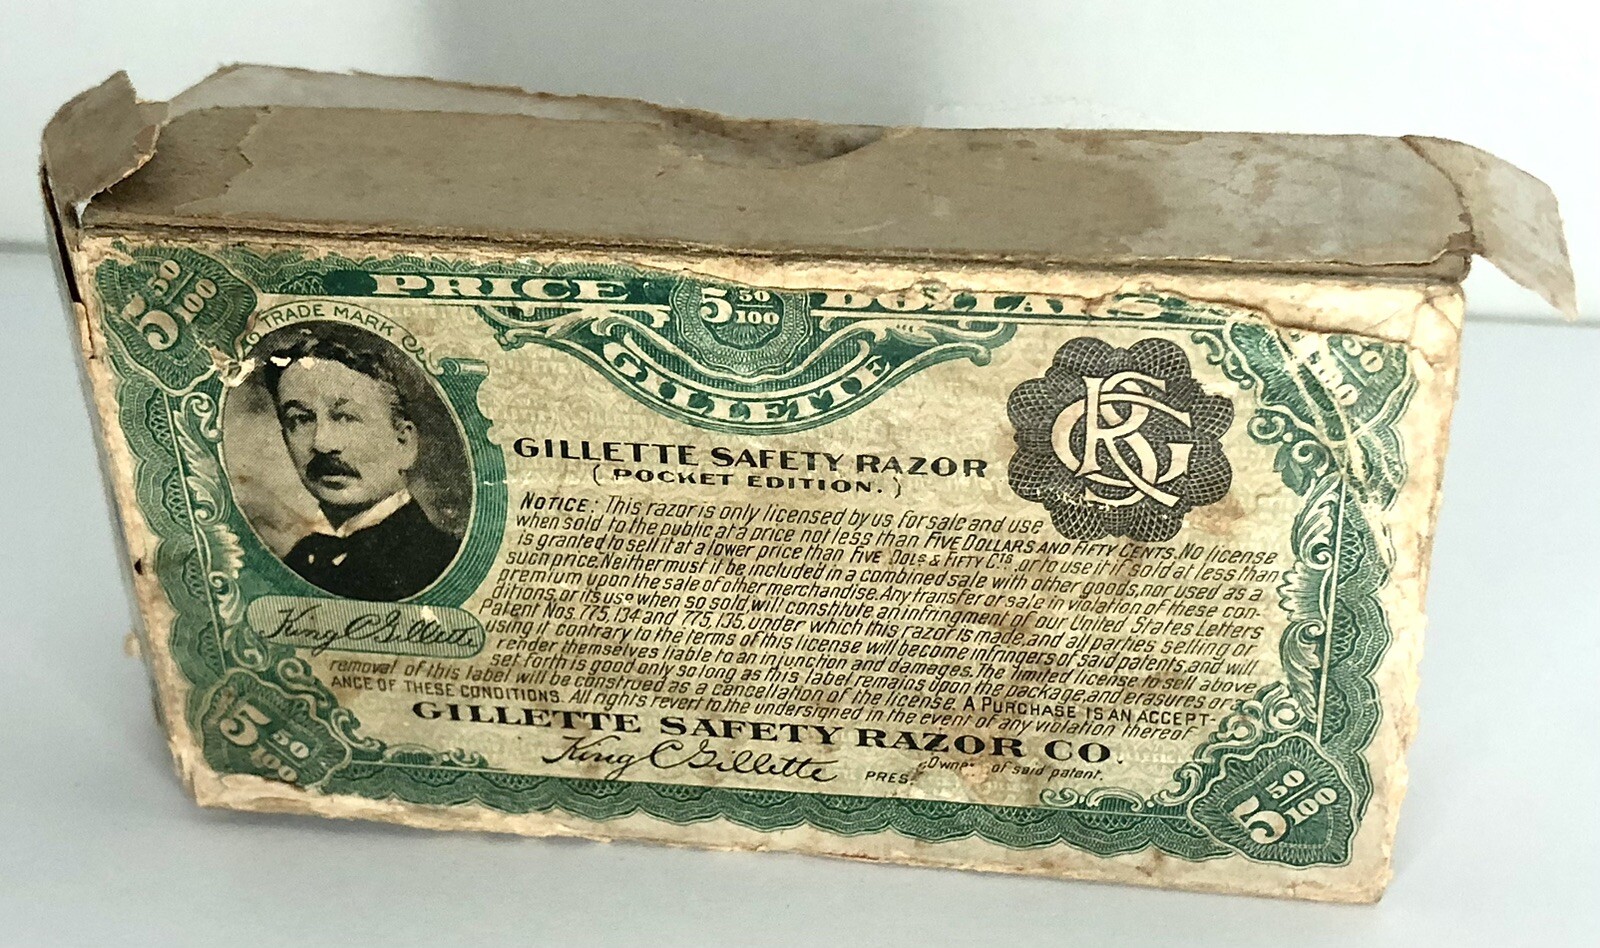 5 50/100
PRICE 5 50/100 DOLLARS
50/100
TRADE MARK
GILLETTE
KCG
GILLETTE SAFETY RAZOR
(POCKET EDITION.)
NOTICE: This razor is only licensed by us for sale and use
when sold to the public at a price not less than FIVE DOLLARS AND FIFTY CENTS. No license
is granted to sell it at a lower price than FIVE DOLS & FIFTY CTS or to use it if sold at less than
such price. Neither must it be included in a combined sale with other goods, nor used as a
premium upon the sale of other merchandise. Any transfer or sale in violation of these con-
ditions, or its use when so sold, will constitute an infringement of our United States Letters
Patent Nos. 775,134 and 775,135, under which this razor is made, and all parties selling or
using it contrary to the terms of this license will become infringers of said patents, and will
render themselves liable to an injunction and damages. The limited license to sell above
set forth is good only so long as this label remains upon the package, and erasures or
removal of this label will be construed as a cancellation of the license. A PURCHASE IS AN ACCEPT-
ANCE OF THESE CONDITIONS. All rights revert to the undersigned in the event of any violation thereof
King C Gillette
GILLETTE SAFETY RAZOR CO.
King C Gillette PRES. Owner of said patent.
5 50/100
5 50/100